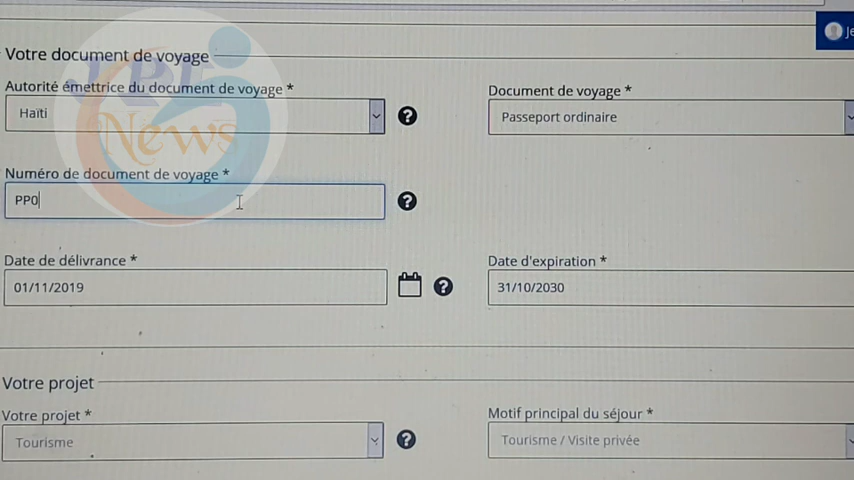 Je
Votre document de voyage
Autorité émettrice du document de voyage *
Document de voyage *
Haïti
Passeport ordinaire
News
Numéro de document de voyage *
PP0
Date de délivrance *
Date d'expiration *
01/11/2019
31/10/2030
Votre projet
Votre projet *
Motif principal du séjour *
Tourisme
Tourisme / Visite privée